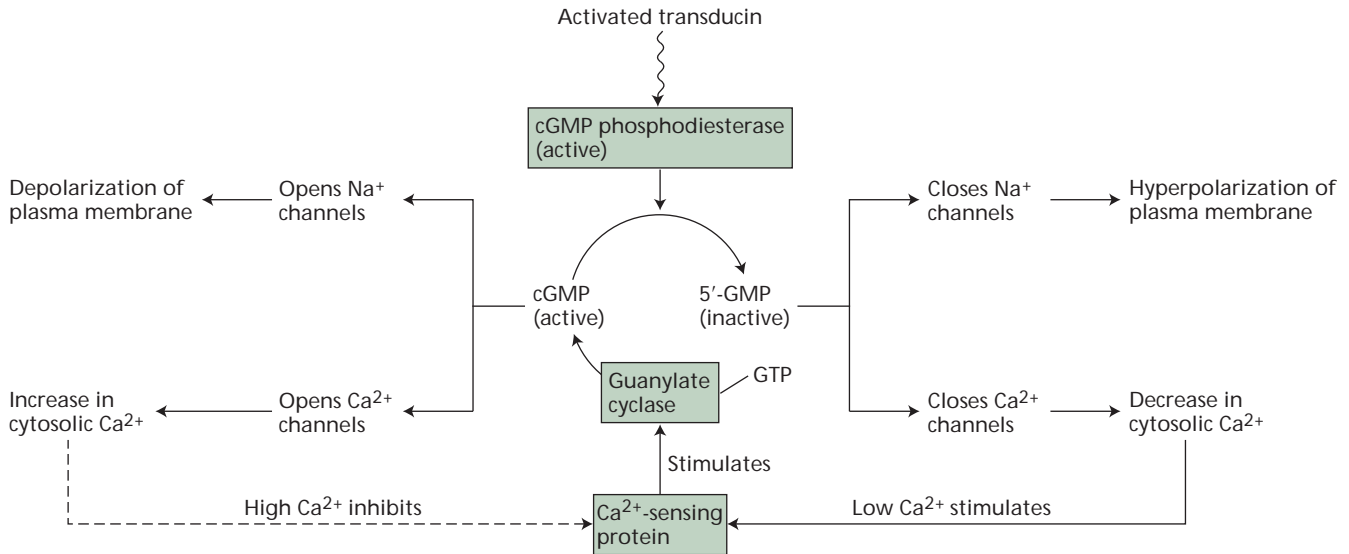 Activated transducin
cGMP phosphodiesterase
(active)
Depolarization of
plasma membrane
Opens Na⁺
channels
Closes Na⁺
channels
Hyperpolarization of
plasma membrane
cGMP
(active)
5′-GMP
(inactive)
Guanylate
cyclase
GTP
Increase in
cytosolic Ca²⁺
Opens Ca²⁺
channels
Closes Ca²⁺
channels
Decrease in
cytosolic Ca²⁺
Stimulates
High Ca²⁺ inhibits
Ca²⁺-sensing
protein
Low Ca²⁺ stimulates